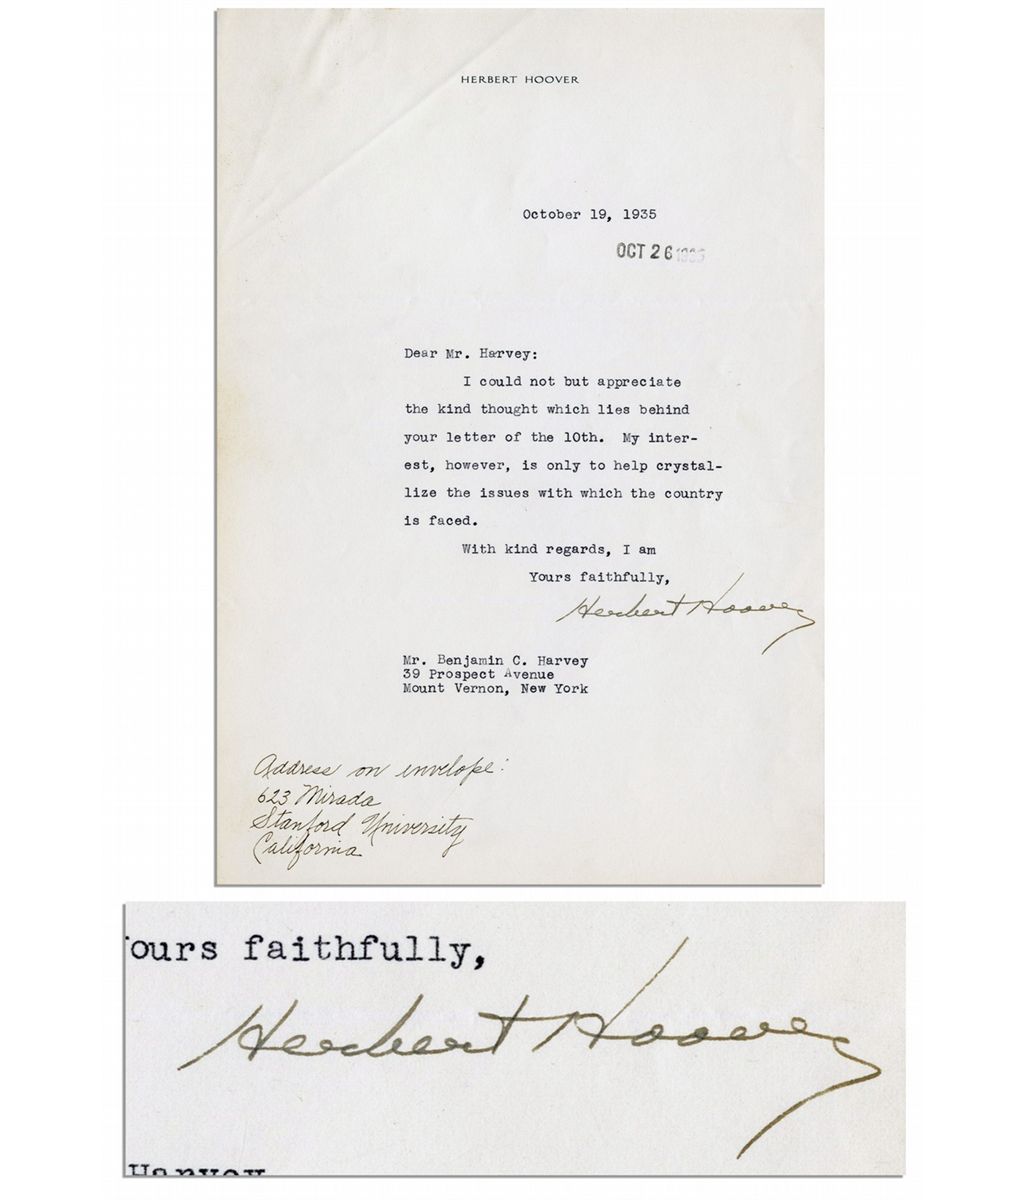 HERBERT HOOVER
October 19, 1935
OCT 26 1935
Dear Mr. Harvey:
I could not but appreciate
the kind thought which lies behind
your letter of the 10th. My inter-
est, however, is only to help crystal-
lize the issues with which the country
is faced.
With kind regards, I am
Yours faithfully,
Herbert Hoover
Mr. Benjamin C. Harvey
39 Prospect Avenue
Mount Vernon, New York
Address on envelope:
623 Mirada
Stanford University
California
Yours faithfully,
Herbert Hoover
Harvey